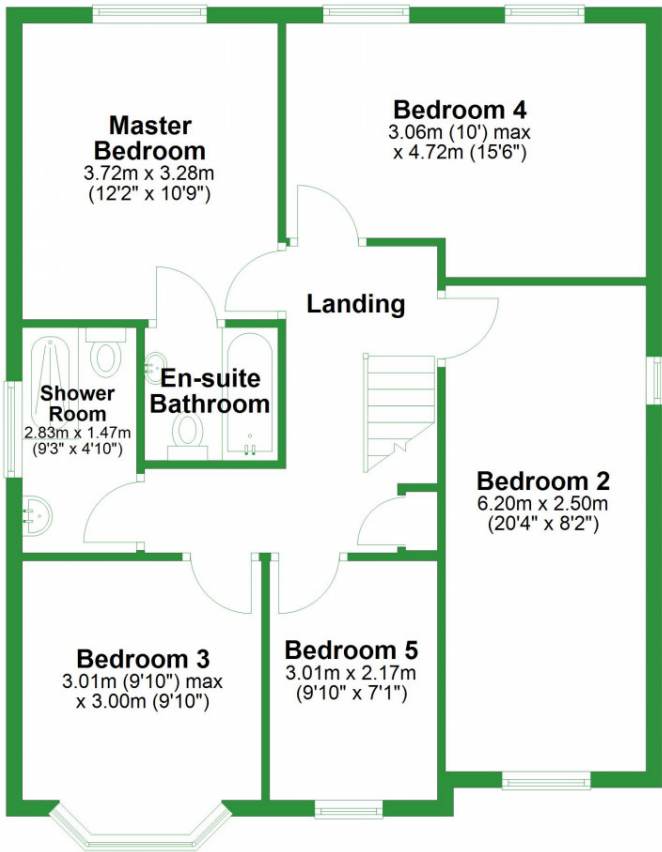 Master
Bedroom
3.72m x 3.28m
(12'2" x 10'9")
Bedroom 4
3.06m (10') max
x 4.72m (15'6")
Landing
En-suite
Bathroom
Shower
Room
2.83m x 1.47m
(9'3" x 4'10")
Bedroom 2
6.20m x 2.50m
(20'4" x 8'2")
Bedroom 3
3.01m (9'10") max
x 3.00m (9'10")
Bedroom 5
3.01m x 2.17m
(9'10" x 7'1")